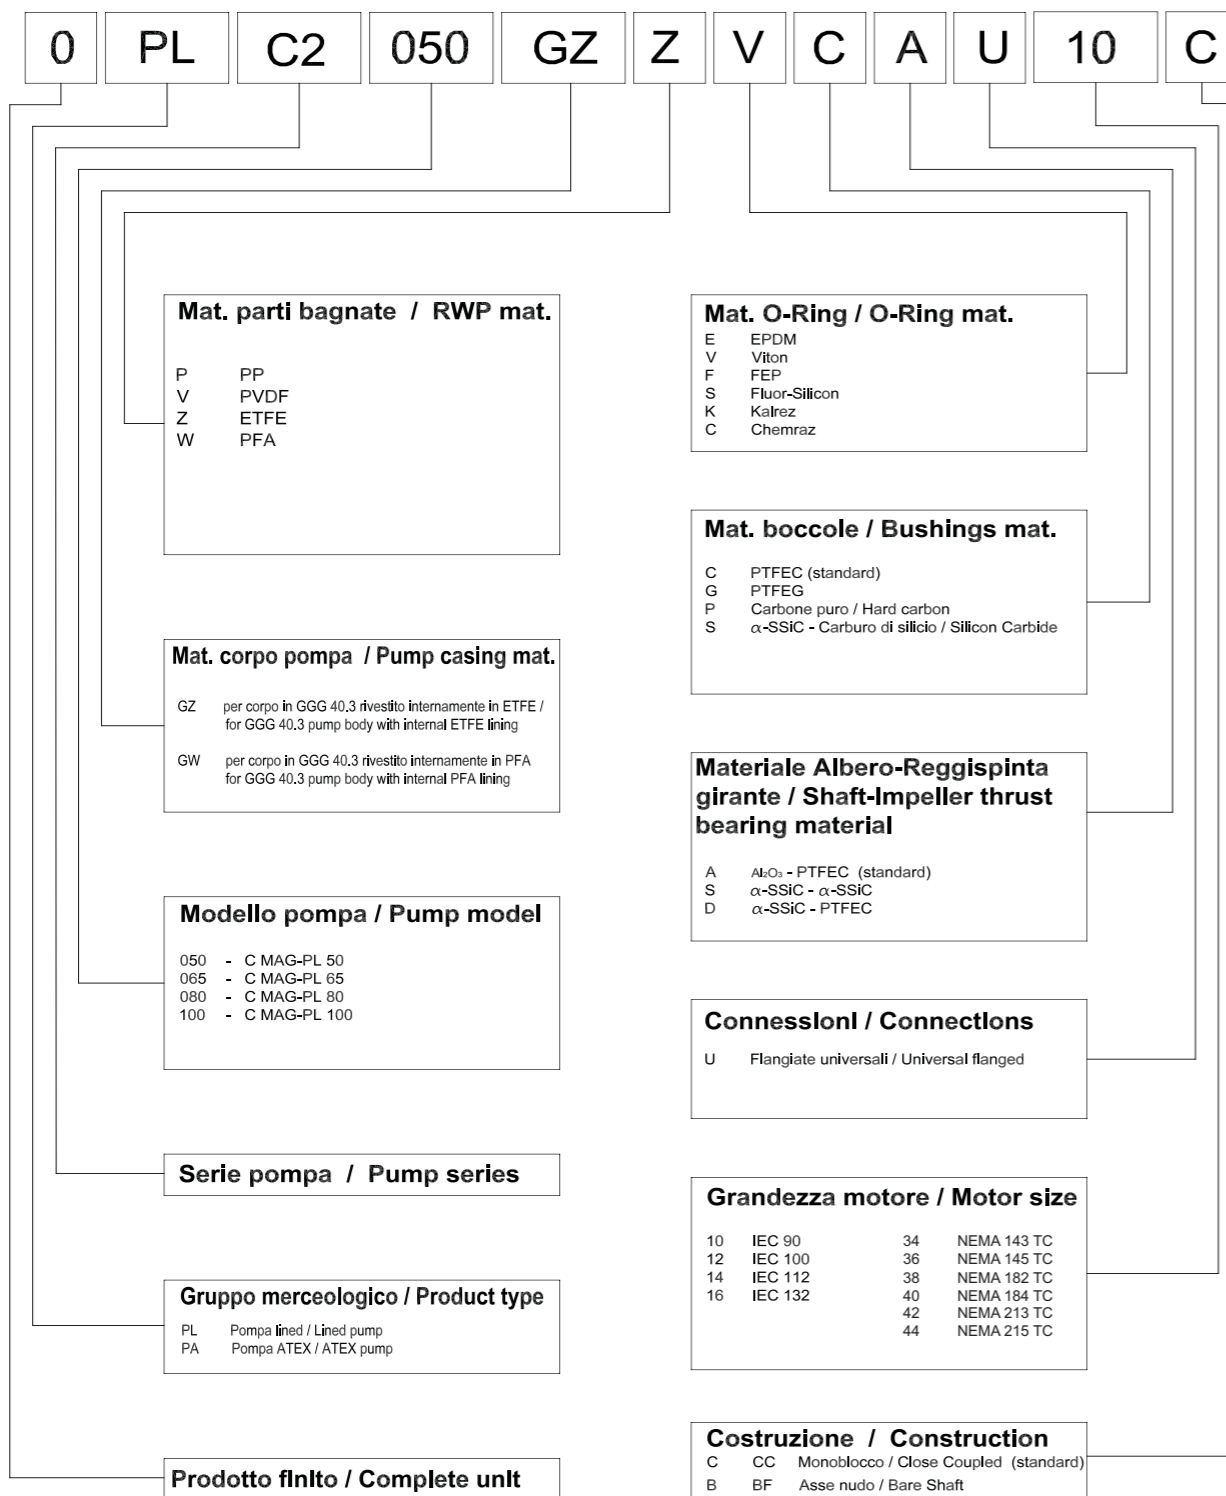 0 PL C2 050 GZ Z V C A U 10 C
Mat. parti bagnate / RWP mat.
P PP
V PVDF
Z ETFE
W PFA
Mat. corpo pompa / Pump casing mat.
GZ per corpo in GGG 40.3 rivestito internamente in ETFE /
for GGG 40.3 pump body with internal ETFE lining
GW per corpo in GGG 40.3 rivestito internamente in PFA
for GGG 40.3 pump body with internal PFA lining
Modello pompa / Pump model
050 - C MAG-PL 50
065 - C MAG-PL 65
080 - C MAG-PL 80
100 - C MAG-PL 100
Serie pompa / Pump series
Gruppo merceologico / Product type
PL Pompa lined / Lined pump
PA Pompa ATEX / ATEX pump
Prodotto finito / Complete unit
Mat. O-Ring / O-Ring mat.
E EPDM
V Viton
F FEP
S Fluor-Silicon
K Kalrez
C Chemraz
Mat. boccole / Bushings mat.
C PTFEC (standard)
G PTFEG
P Carbone puro / Hard carbon
S α-SSiC - Carburo di silicio / Silicon Carbide
Materiale Albero-Reggispinta
girante / Shaft-Impeller thrust
bearing material
A Al₂O₃ - PTFEC (standard)
S α-SSiC - α-SSiC
D α-SSiC - PTFEC
Connessioni / Connections
U Flangiate universali / Universal flanged
Grandezza motore / Motor size
10 IEC 90 34 NEMA 143 TC
12 IEC 100 36 NEMA 145 TC
14 IEC 112 38 NEMA 182 TC
16 IEC 132 40 NEMA 184 TC
42 NEMA 213 TC
44 NEMA 215 TC
Costruzione / Construction
C CC Monoblocco / Close Coupled (standard)
B BF Asse nudo / Bare Shaft